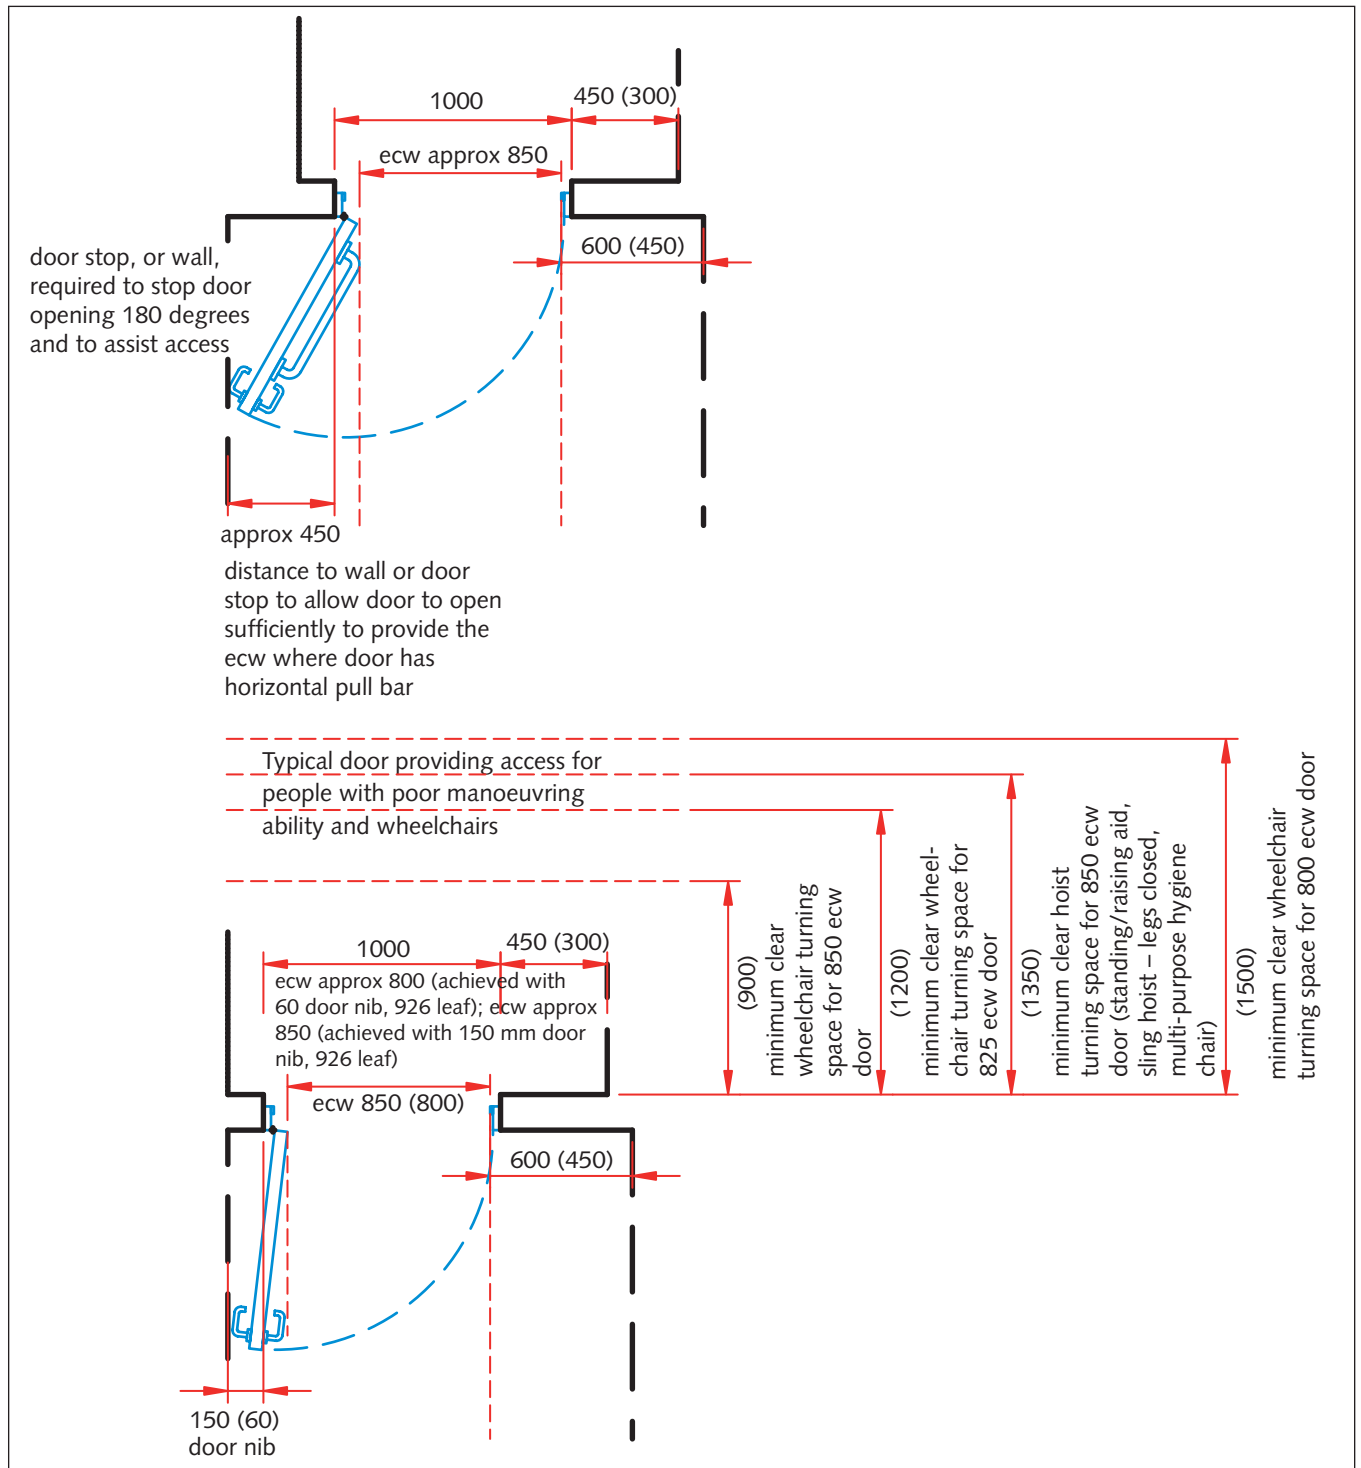 1000
450 (300)
ecw approx 850
600 (450)
door stop, or wall,
required to stop door
opening 180 degrees
and to assist access
approx 450
distance to wall or door
stop to allow door to open
sufficiently to provide the
ecw where door has
horizontal pull bar
Typical door providing access for
people with poor manoeuvring
ability and wheelchairs
1000
450 (300)
ecw approx 800 (achieved with
60 door nib, 926 leaf); ecw approx
850 (achieved with 150 mm door
nib, 926 leaf)
ecw 850 (800)
600 (450)
150 (60)
door nib
(900)
minimum clear
wheelchair turning
space for 850 ecw
door
(1200)
minimum clear wheel-
chair turning space for
825 ecw door
(1350)
minimum clear hoist
turning space for 850 ecw
door (standing/raising aid,
sling hoist – legs closed,
multi-purpose hygiene
chair)
(1500)
minimum clear wheelchair
turning space for 800 ecw door